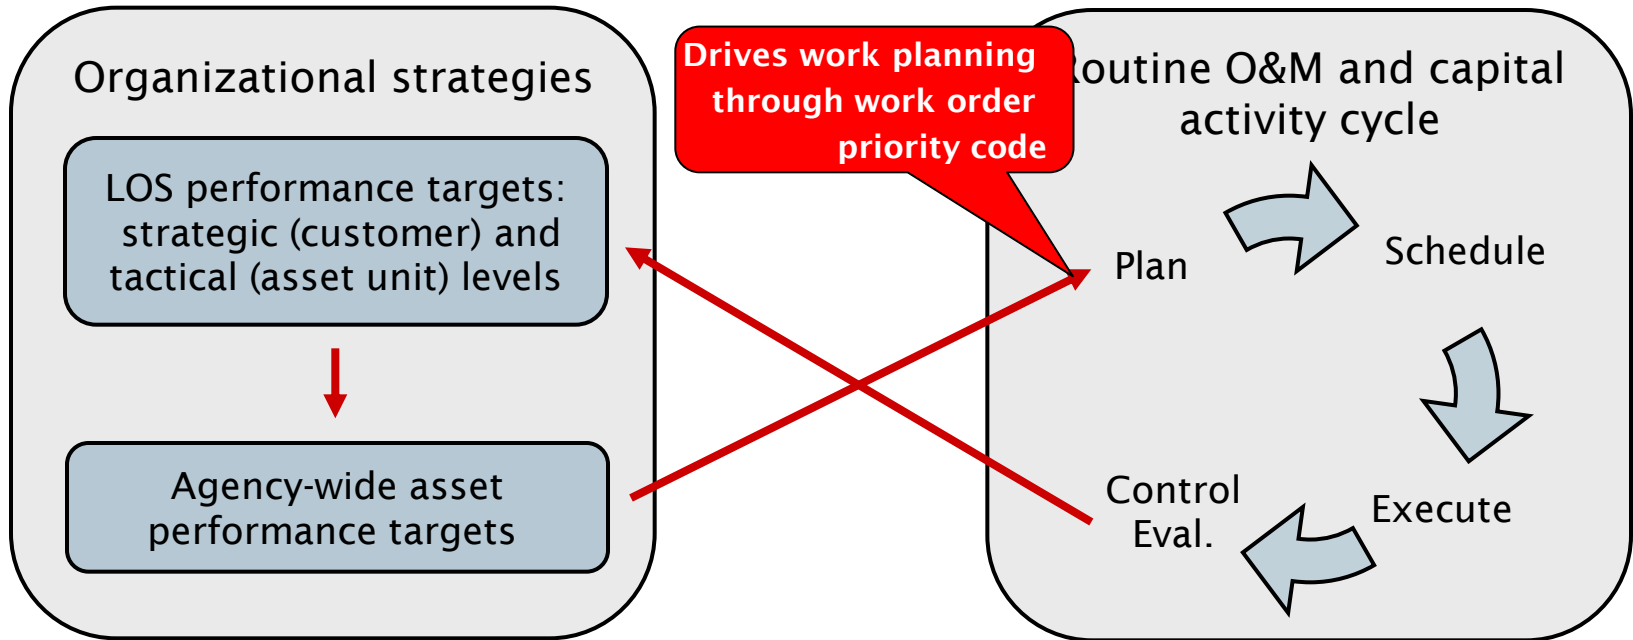 Organizational strategies
LOS performance targets:
strategic (customer) and
tactical (asset unit) levels
Agency-wide asset
performance targets
Drives work planning
through work order
priority code
outine O&M and capital
activity cycle
Plan
Schedule
Execute
Control
Eval.